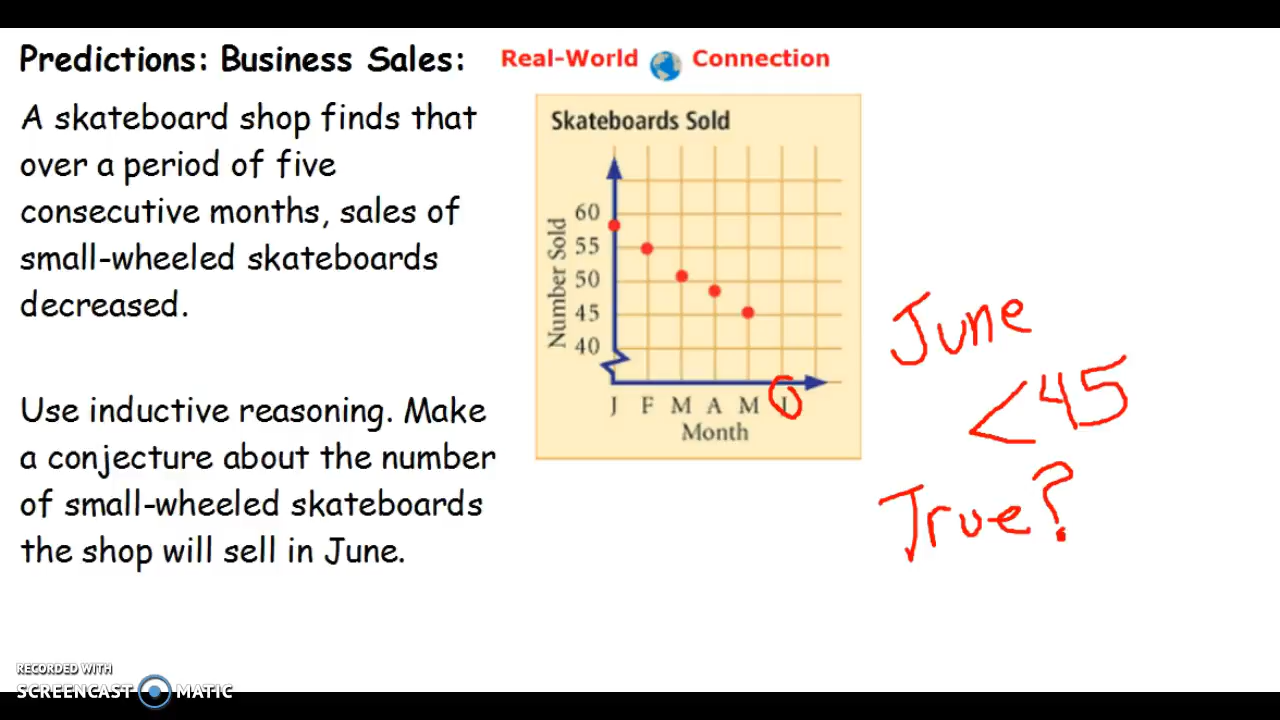 Predictions: Business Sales:
Real-World Connection
A skateboard shop finds that
over a period of five
consecutive months, sales of
small-wheeled skateboards
decreased.
Use inductive reasoning. Make
a conjecture about the number
of small-wheeled skateboards
the shop will sell in June.
Skateboards Sold
Number Sold
60
55
50
45
40
J F M A M J
Month
June
<45
True?
RECORDED WITH
SCREENCAST MATIC